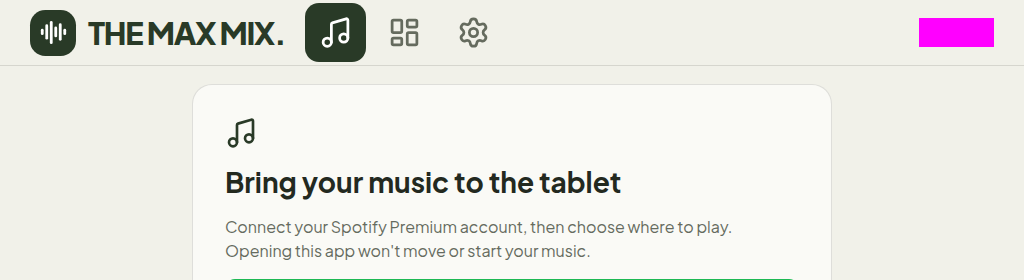 THE MAX MIX.
Bring your music to the tablet
Connect your Spotify Premium account, then choose where to play.
Opening this app won't move or start your music.